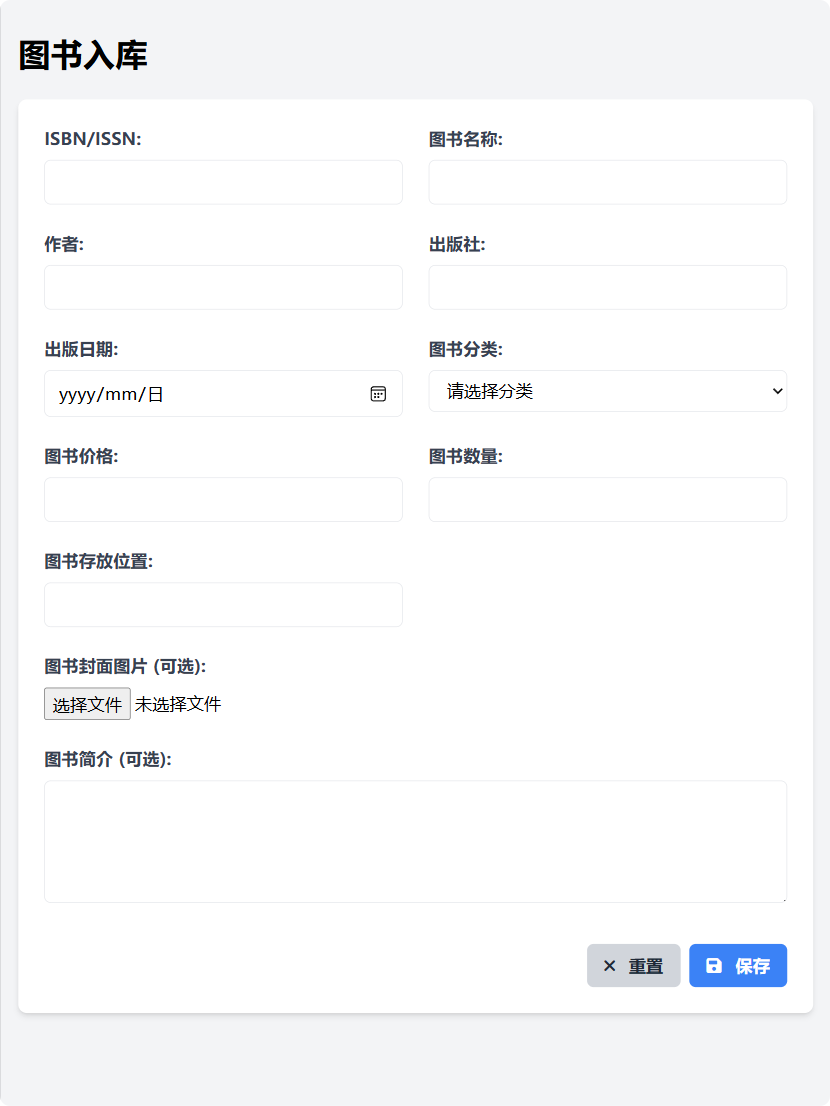 图书入库
ISBN/ISSN:
图书名称:
作者:
出版社:
出版日期:
图书分类:
yyyy/mm/日
请选择分类
图书价格:
图书数量:
图书存放位置:
图书封面图片 (可选):
选择文件 未选择文件
图书简介 (可选):
重置
保存